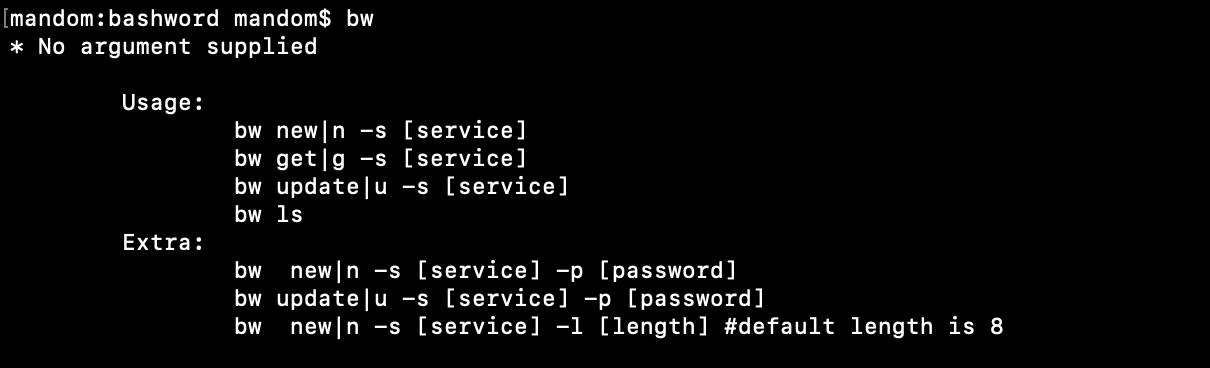 [mandom:bashword mandom$ bw
* No argument supplied
Usage:
bw new|n -s [service]
bw get|g -s [service]
bw update|u -s [service]
bw ls
Extra:
bw  new|n -s [service] -p [password]
bw update|u -s [service] -p [password]
bw  new|n -s [service] -l [length] #default length is 8